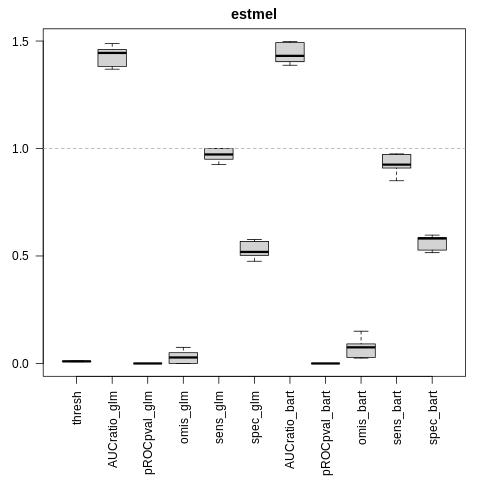 estmel
1.5
1.0
0.5
0.0
thresh
AUCratio_glm
pROCpval_glm
omis_glm
sens_glm
spec_glm
AUCratio_bart
pROCpval_bart
omis_bart
sens_bart
spec_bart